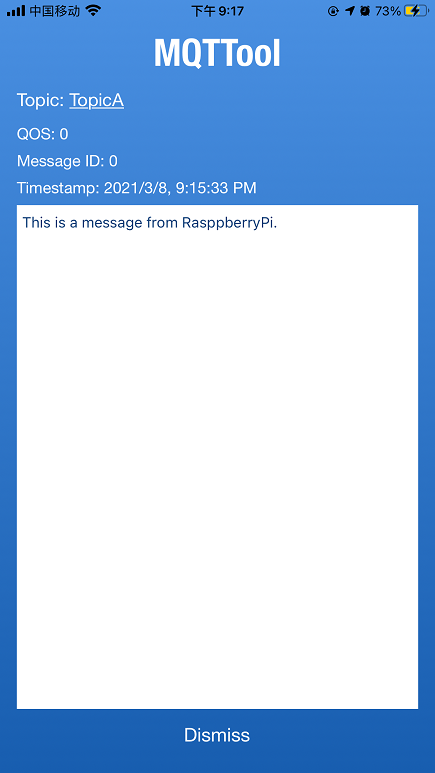 中国移动 下午 9:17 73%
MQTTool
Topic: TopicA
QOS: 0
Message ID: 0
Timestamp: 2021/3/8, 9:15:33 PM
This is a message from RasppberryPi.
Dismiss